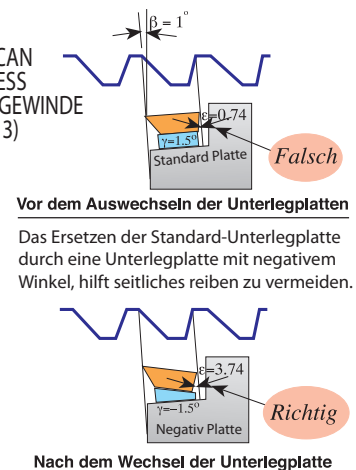 β = 1°
CAN
ESS
GEWINDE
3)
ε=0.74
γ=1.5°
Standard Platte
Falsch
Vor dem Auswechseln der Unterlegplatten
Das Ersetzen der Standard-Unterlegplatte
durch eine Unterlegplatte mit negativem
Winkel, hilft seitliches reiben zu vermeiden.
ε=3.74
γ=–1.5°
Negativ Platte
Richtig
Nach dem Wechsel der Unterlegplatte